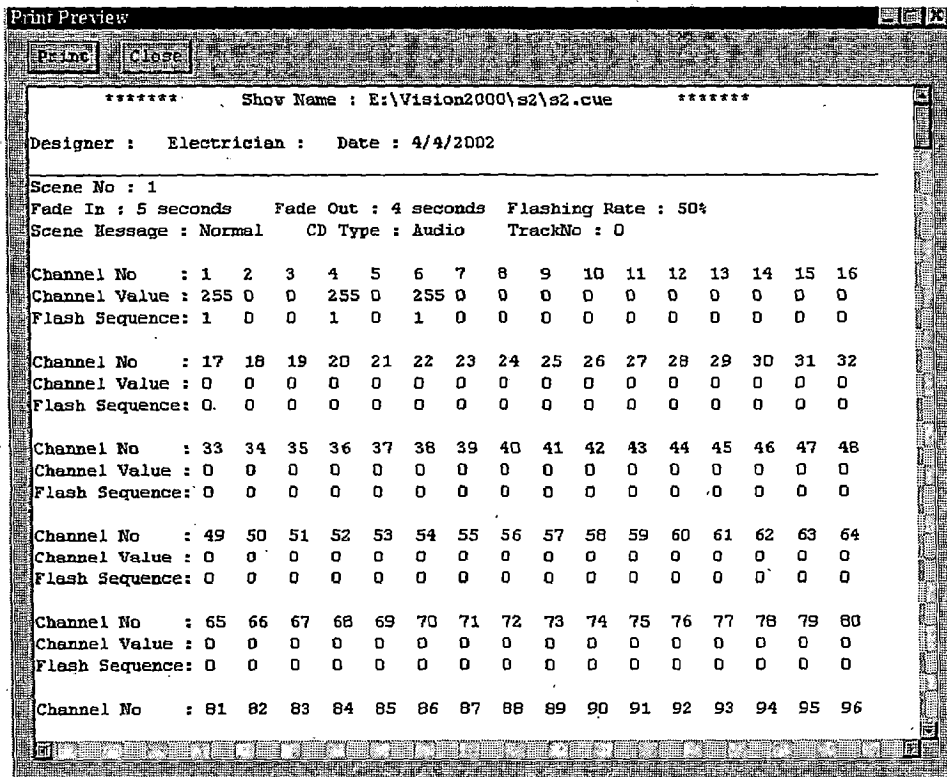 Print Preview
Print Close
******* Show Name : E:\Vision2000\s2\s2.cue *******
Designer : Electrician : Date : 4/4/2002
Scene No : 1
Fade In : 5 seconds Fade Out : 4 seconds Flashing Rate : 50%
Scene Message : Normal CD Type : Audio TrackNo : 0
Channel No : 1 2 3 4 5 6 7 8 9 10 11 12 13 14 15 16
Channel Value : 255 0 0 255 0 255 0 0 0 0 0 0 0 0 0 0
Flash Sequence: 1 0 0 1 0 1 0 0 0 0 0 0 0 0 0 0
Channel No : 17 18 19 20 21 22 23 24 25 26 27 28 29 30 31 32
Channel Value : 0 0 0 0 0 0 0 0 0 0 0 0 0 0 0 0
Flash Sequence: 0 0 0 0 0 0 0 0 0 0 0 0 0 0 0 0
Channel No : 33 34 35 36 37 38 39 40 41 42 43 44 45 46 47 48
Channel Value : 0 0 0 0 0 0 0 0 0 0 0 0 0 0 0 0
Flash Sequence: 0 0 0 0 0 0 0 0 0 0 0 0 0 0 0 0
Channel No : 49 50 51 52 53 54 55 56 57 58 59 60 61 62 63 64
Channel Value : 0 0 0 0 0 0 0 0 0 0 0 0 0 0 0 0
Flash Sequence: 0 0 0 0 0 0 0 0 0 0 0 0 0 0 0 0
Channel No : 65 66 67 68 69 70 71 72 73 74 75 76 77 78 79 80
Channel Value : 0 0 0 0 0 0 0 0 0 0 0 0 0 0 0 0
Flash Sequence: 0 0 0 0 0 0 0 0 0 0 0 0 0 0 0 0
Channel No : 81 82 83 84 85 86 87 88 89 90 91 92 93 94 95 96